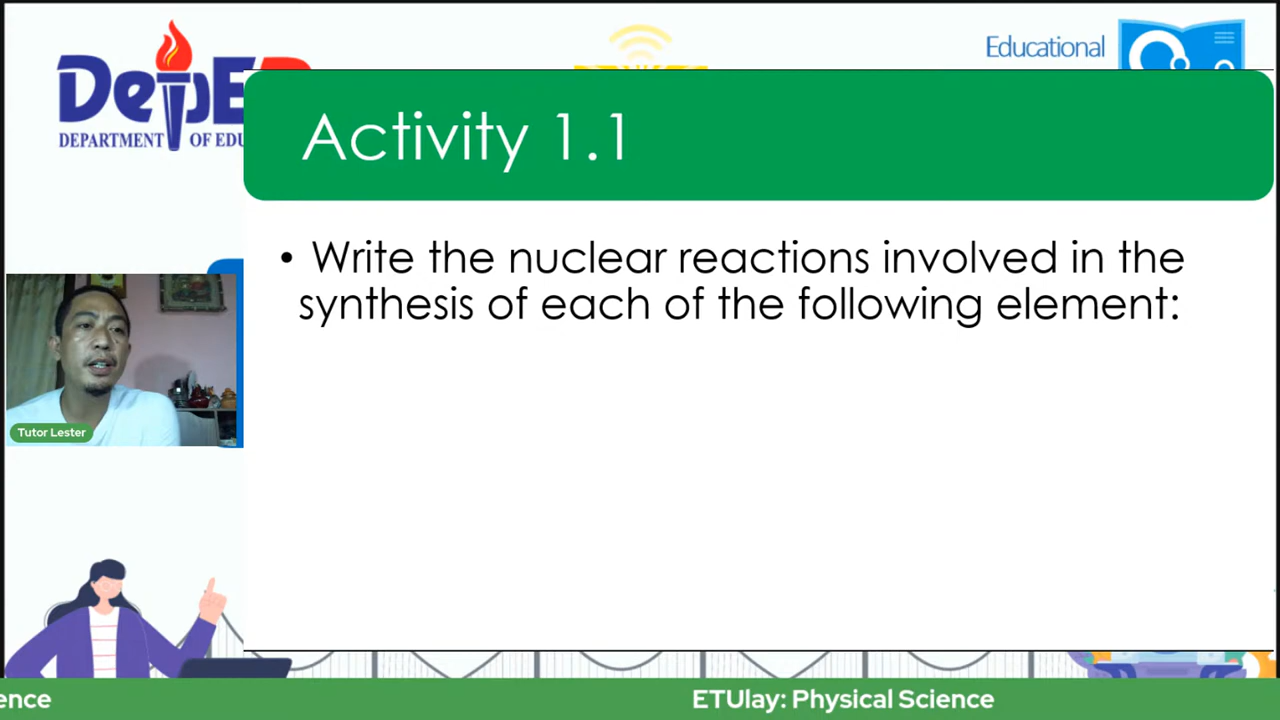 DepE
DEPARTMENT OF EDU
Educational
Activity 1.1
• Write the nuclear reactions involved in the
synthesis of each of the following element:
Tutor Lester
ence
ETUlay: Physical Science